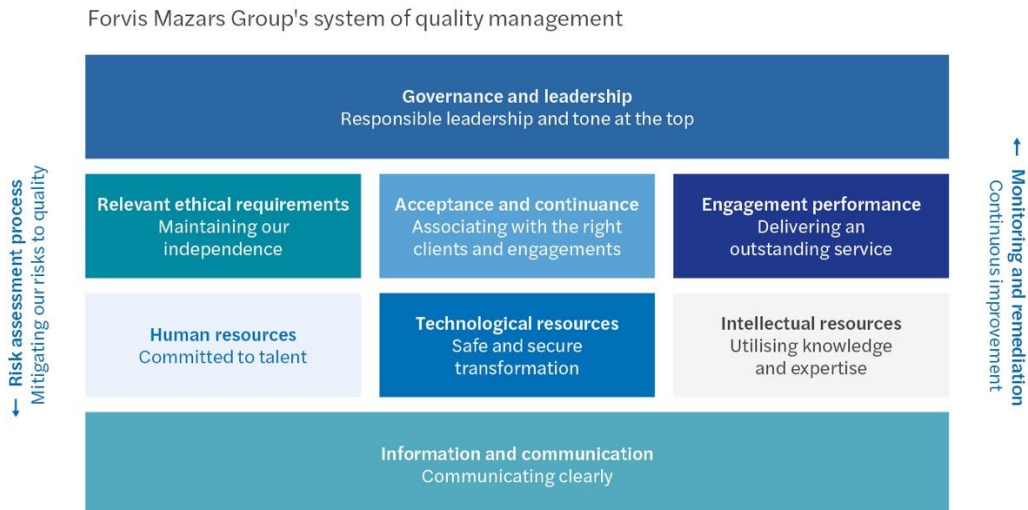 Forvis Mazars Group's system of quality management
Governance and leadership
Responsible leadership and tone at the top
← Risk assessment process
Mitigating our risks to quality
Relevant ethical requirements
Maintaining our
independence
Acceptance and continuance
Associating with the right
clients and engagements
Engagement performance
Delivering an
outstanding service
Human resources
Committed to talent
Technological resources
Safe and secure
transformation
Intellectual resources
Utilising knowledge
and expertise
← Monitoring and remediation
Continuous improvement
Information and communication
Communicating clearly